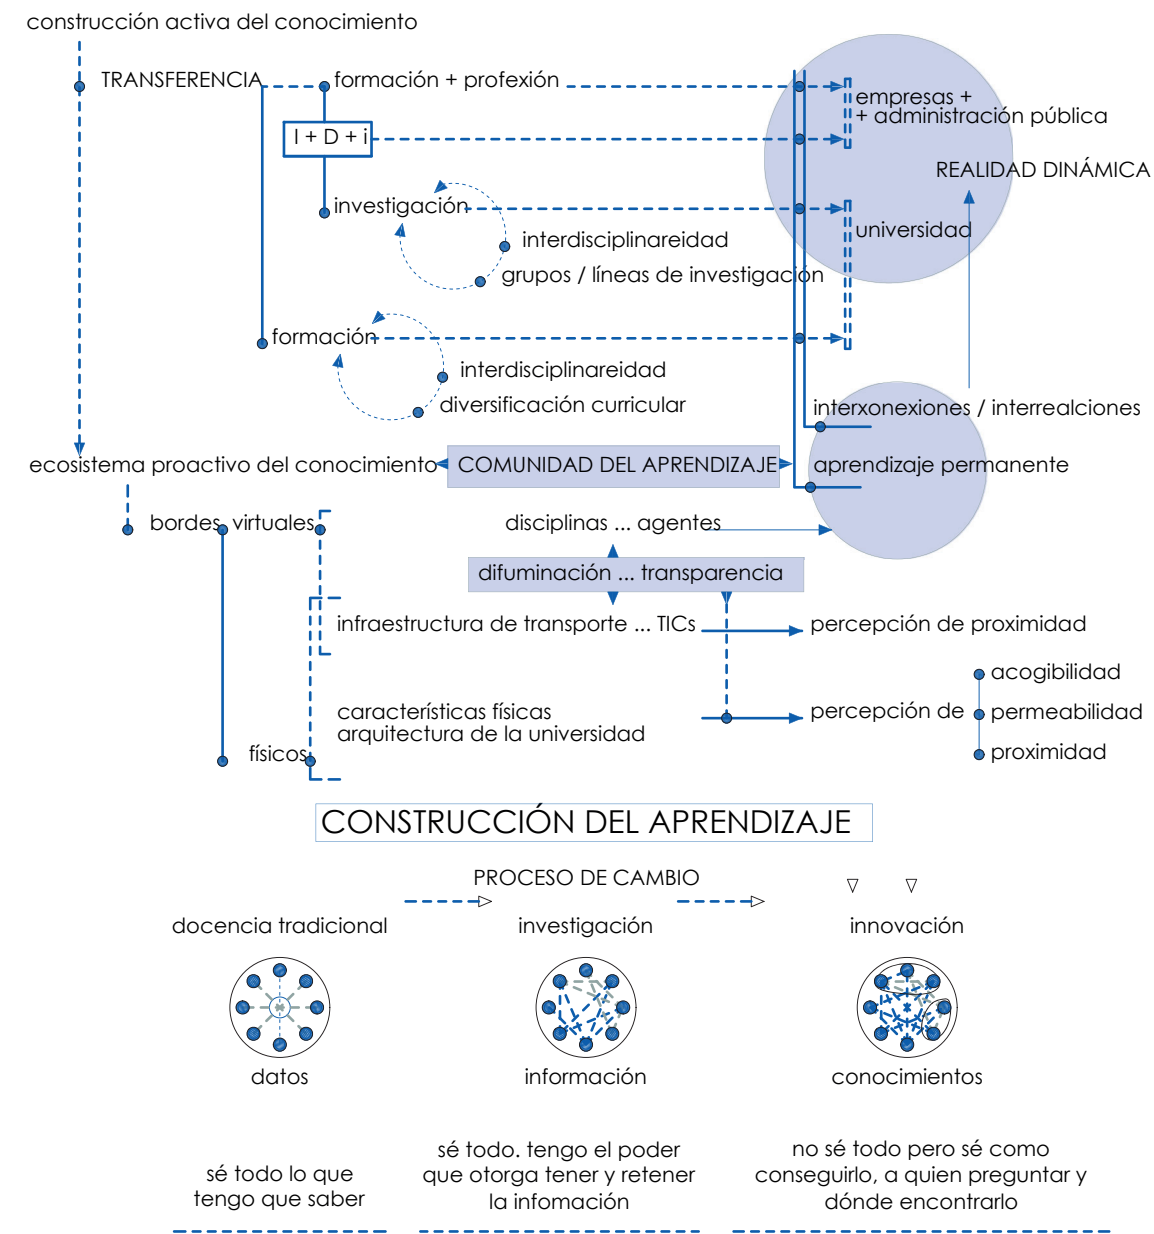 construcción activa del conocimiento
TRANSFERENCIA
formación + profexión
empresas +
+ administración pública
I + D + i
REALIDAD DINÁMICA
investigación
universidad
interdisciplinareidad
grupos / líneas de investigación
formación
interdisciplinareidad
diversificación curricular
interxonexiones / interrealciones
ecosistema proactivo del conocimiento
COMUNIDAD DEL APRENDIZAJE
aprendizaje permanente
bordes virtuales
disciplinas ... agentes
difuminación ... transparencia
infraestructura de transporte ... TICs
percepción de proximidad
acogibilidad
características físicas
arquitectura de la universidad
percepción de
permeabilidad
físicos
proximidad
CONSTRUCCIÓN DEL APRENDIZAJE
PROCESO DE CAMBIO
docencia tradicional
investigación
innovación
datos
información
conocimientos
sé todo lo que
tengo que saber
sé todo. tengo el poder
que otorga tener y retener
la infomación
no sé todo pero sé como
conseguirlo, a quien preguntar y
dónde encontrarlo